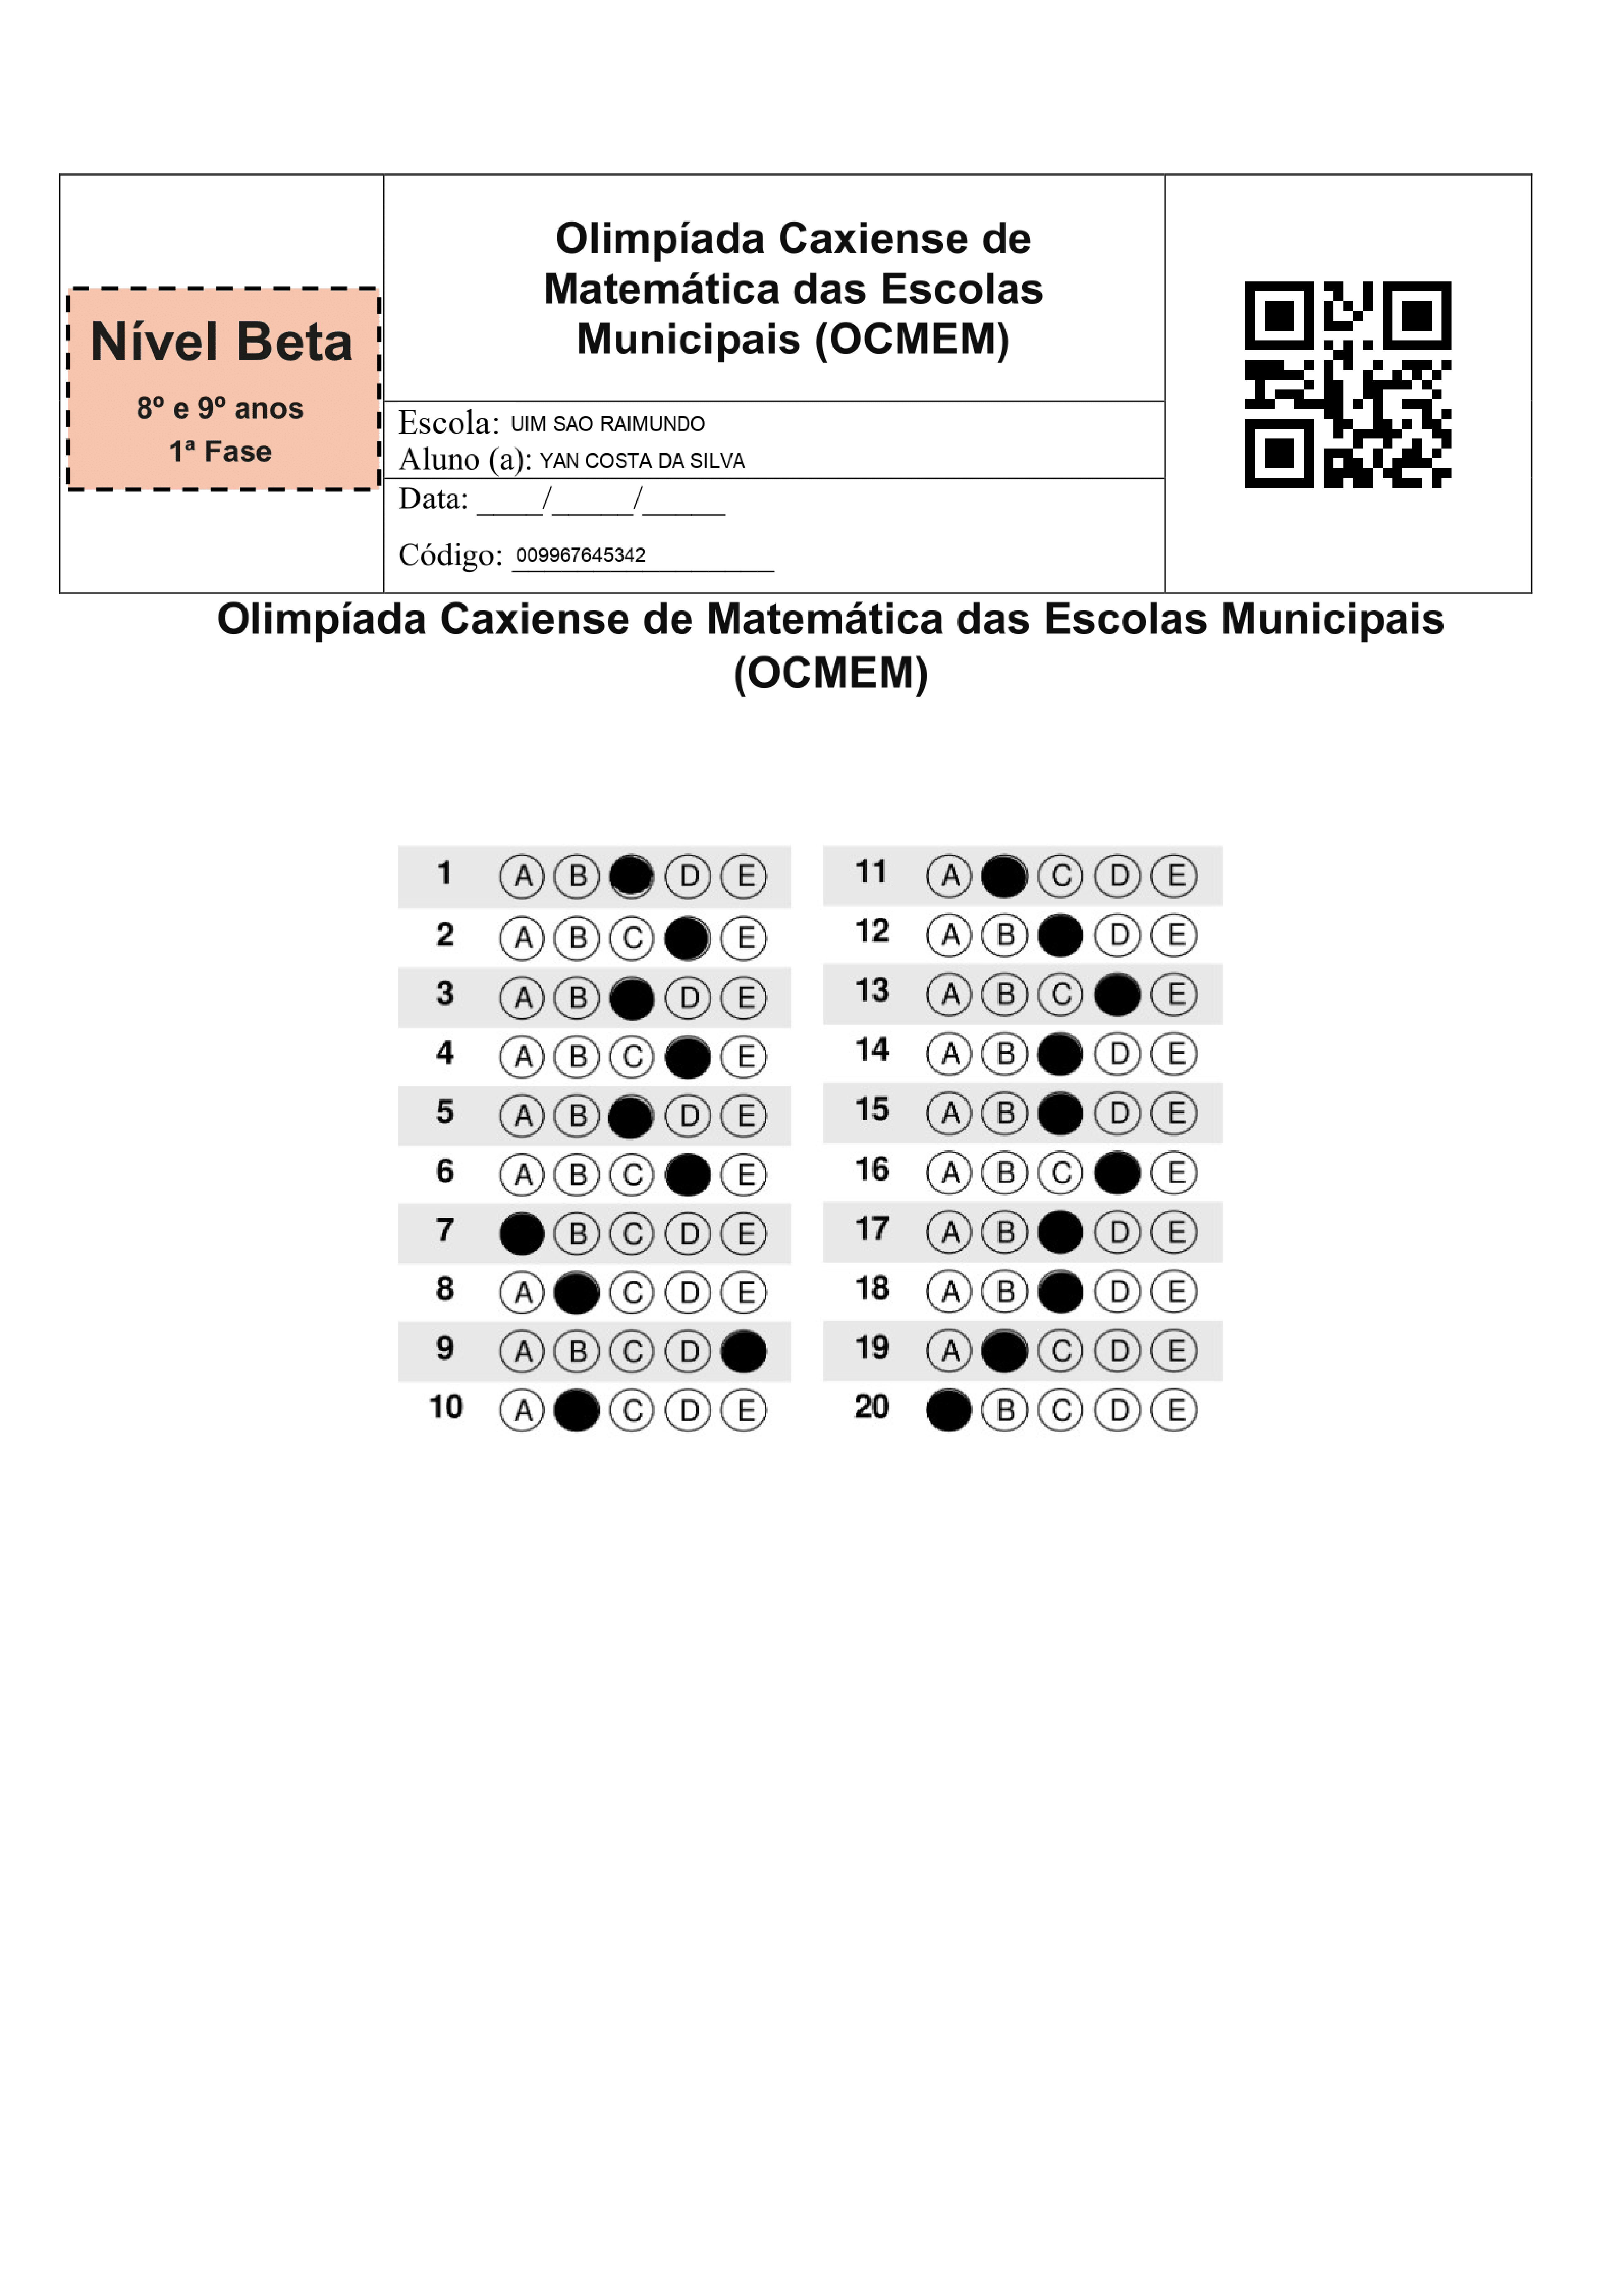 Olimpíada Caxiense de
Matemática das Escolas
Municipais (OCMEM)
Nível Beta
8º e 9º anos
1ª Fase
Escola: UIM SAO RAIMUNDO
Aluno (a): YAN COSTA DA SILVA
Data: ____/_____/_____
Código: 009967645342
Olimpíada Caxiense de Matemática das Escolas Municipais
(OCMEM)
1 A B D E
2 A B C E
3 A B D E
4 A B C E
5 A B D E
6 A B C E
7 B C D E
8 A C D E
9 A B C D
10 A C D E
11 A C D E
12 A B D E
13 A B C E
14 A B D E
15 A B D E
16 A B C E
17 A B D E
18 A B D E
19 A C D E
20 B C D E